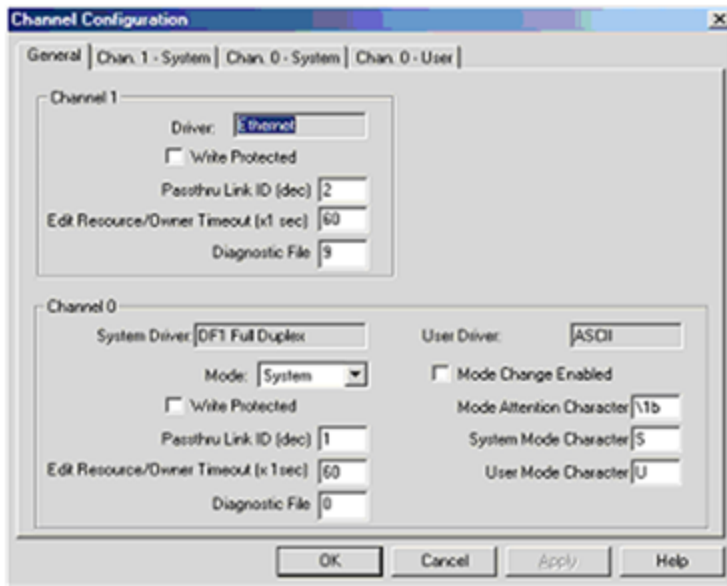 Channel Configuration
General Chan. 1 - System Chan. 0 - System Chan. 0 - User
Channel 1
Driver: Ethernet
Write Protected
Passthru Link ID (dec) 2
Edit Resource/Owner Timeout (x1 sec) 60
Diagnostic File 9
Channel 0
System Driver: DF1 Full Duplex User Driver: ASCII
Mode: System Mode Change Enabled
Write Protected Mode Attention Character \1b
Passthru Link ID (dec) 1 System Mode Character S
Edit Resource/Owner Timeout (x1sec) 60 User Mode Character U
Diagnostic File 0
OK Cancel Apply Help